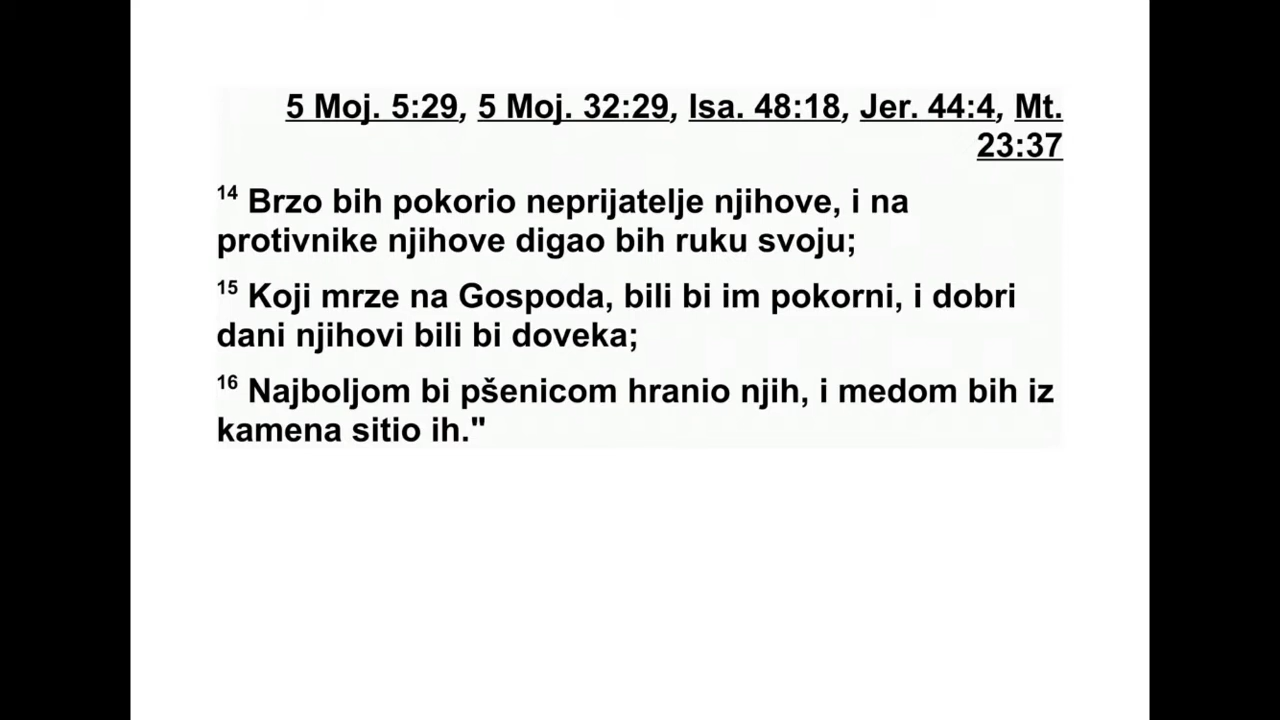 5 Moj. 5:29, 5 Moj. 32:29, Isa. 48:18, Jer. 44:4, Mt.
23:37
14 Brzo bih pokorio neprijatelje njihove, i na
protivnike njihove digao bih ruku svoju;
15 Koji mrze na Gospoda, bili bi im pokorni, i dobri
dani njihovi bili bi doveka;
16 Najboljom bi pšenicom hranio njih, i medom bih iz
kamena sitio ih."